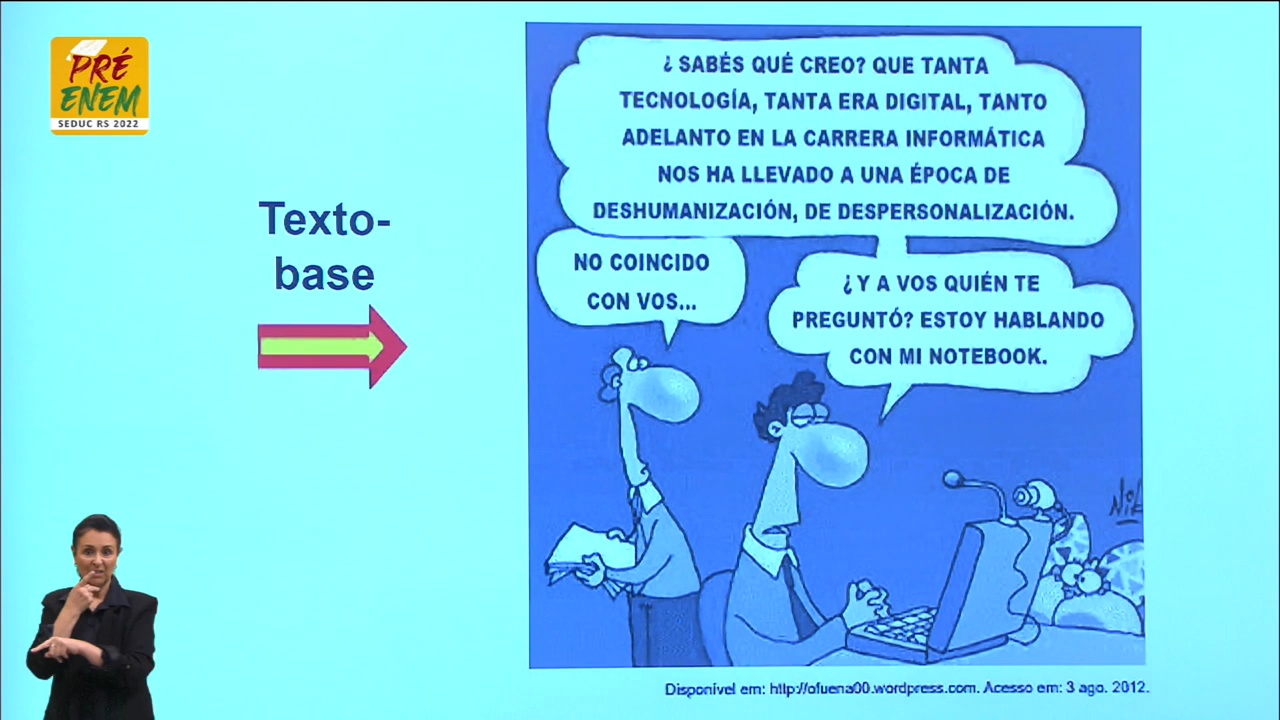 PRÉ
ENEM
SEDUC RS 2022
Texto-
base
¿ SABÉS QUÉ CREO? QUE TANTA
TECNOLOGÍA, TANTA ERA DIGITAL, TANTO
ADELANTO EN LA CARRERA INFORMÁTICA
NOS HA LLEVADO A UNA ÉPOCA DE
DESHUMANIZACIÓN, DE DESPERSONALIZACIÓN.
NO COINCIDO
CON VOS...
¿Y A VOS QUIÉN TE
PREGUNTÓ? ESTOY HABLANDO
CON MI NOTEBOOK.
Nik
Disponível em: http://ofuena00.wordpress.com. Acesso em: 3 ago. 2012.